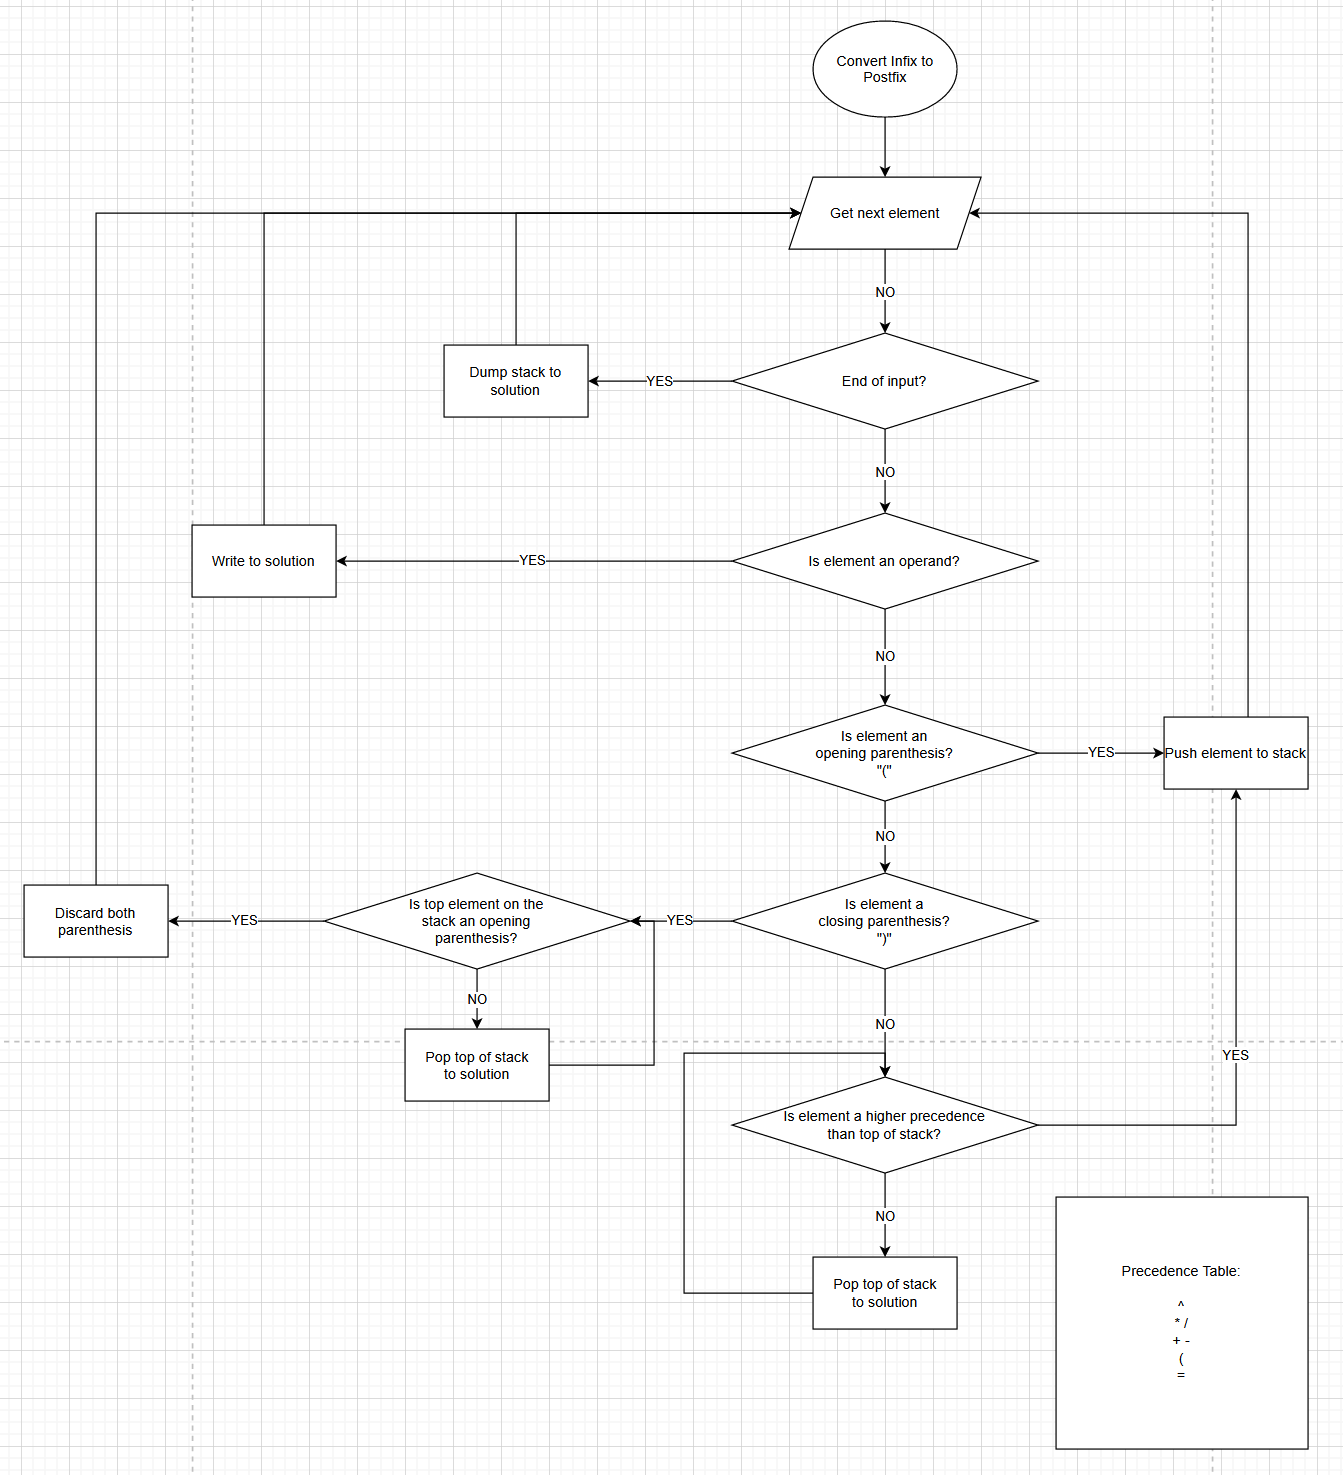 Convert Infix to
Postfix
Get next element
NO
Dump stack to
solution
YES
End of input?
NO
Write to solution
YES
Is element an operand?
NO
Is element an
opening parenthesis?
"("
YES
Push element to stack
NO
Discard both
parenthesis
YES
Is top element on the
stack an opening
parenthesis?
YES
Is element a
closing parenthesis?
")"
NO
Pop top of stack
to solution
NO
YES
Is element a higher precedence
than top of stack?
NO
Pop top of stack
to solution
Precedence Table:
^
* /
+ -
(
=